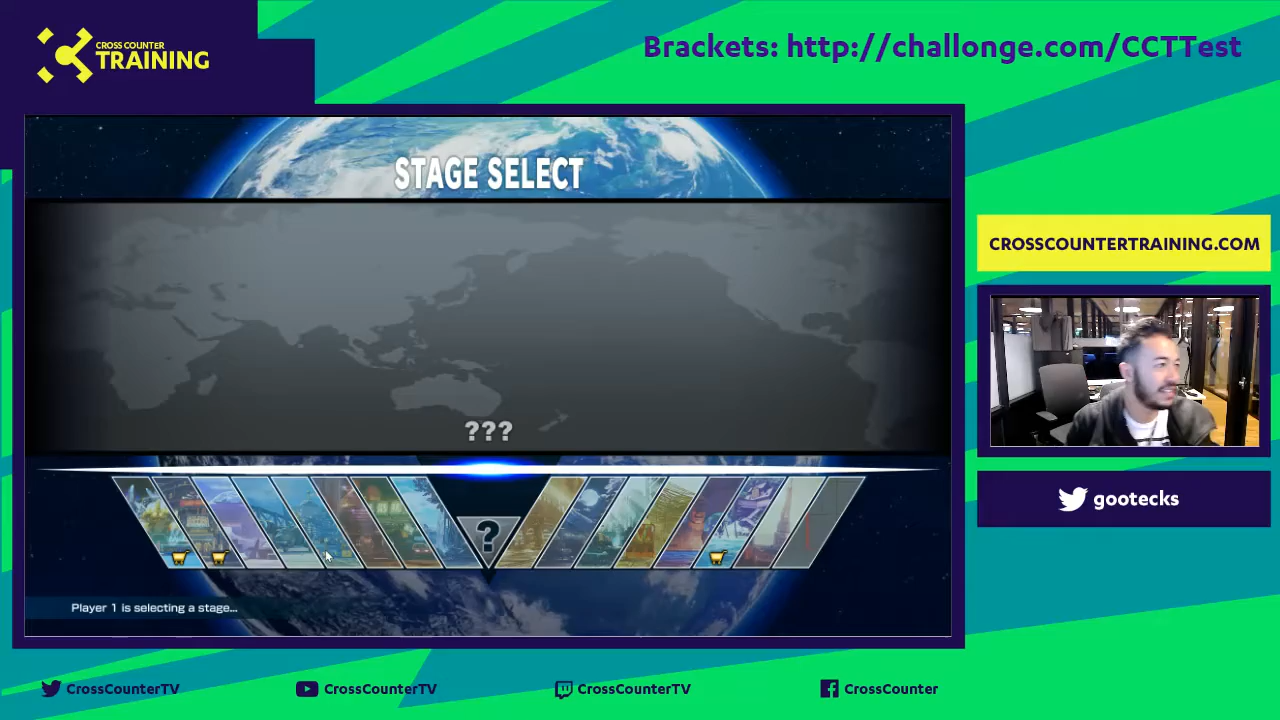 CROSS COUNTER
TRAINING
Brackets: http://challonge.com/CCTTest
STAGE SELECT
???
?
Player 1 is selecting a stage...
CROSSCOUNTERTRAINING.COM
gootecks
CrossCounterTV
CrossCounterTV
CrossCounterTV
CrossCounter